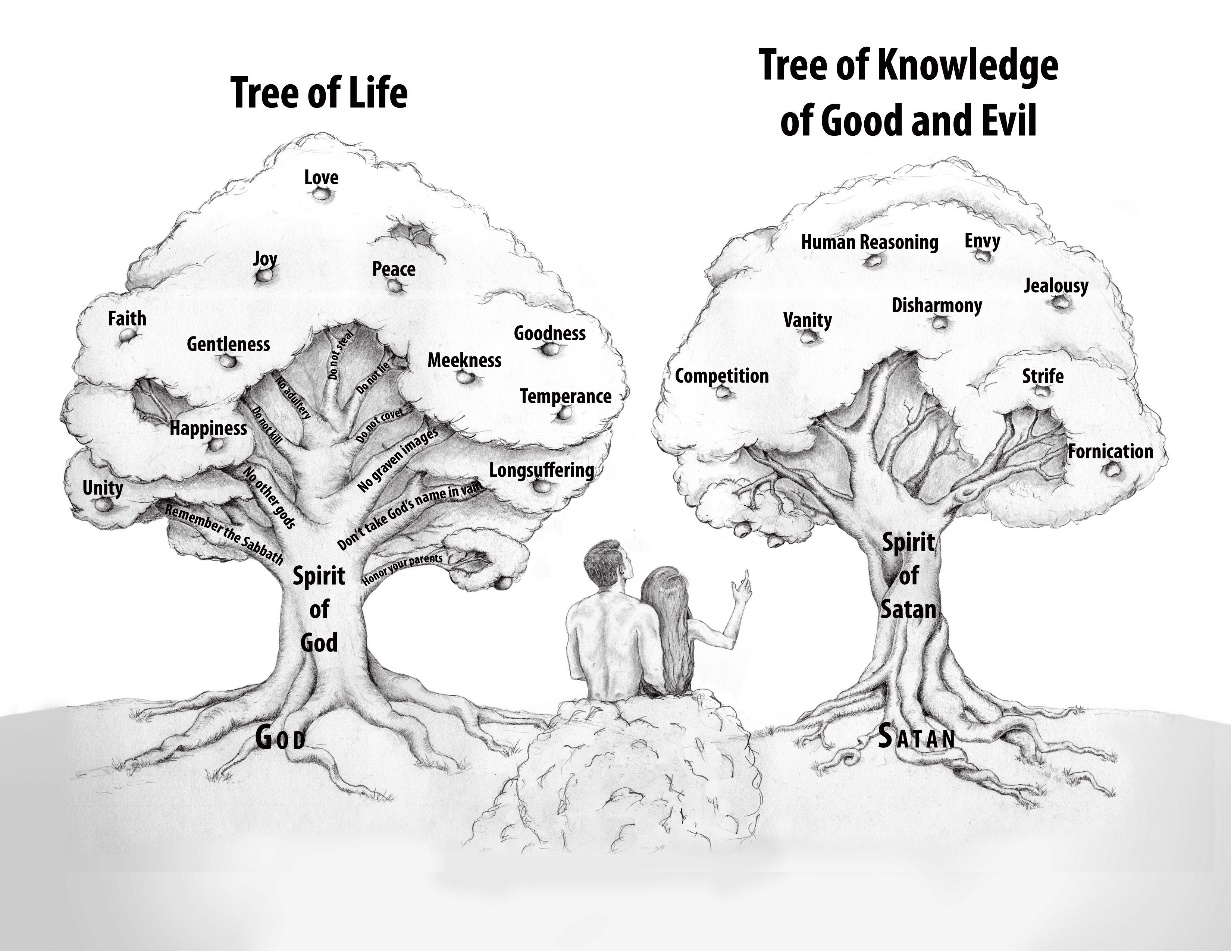 Tree of Life
Love
Joy
Peace
Faith
Gentleness
Goodness
Meekness
Temperance
Happiness
Longsuffering
Unity
Do not steal
Do not lie
No adultery
Do not kill
Do not covet
No graven images
No other gods
Don't take God's name in vain
Remember the Sabbath
Honor your parents
Spirit
of
God
GOD
Tree of Knowledge
of Good and Evil
Human Reasoning
Envy
Jealousy
Disharmony
Vanity
Competition
Strife
Fornication
Spirit
of
Satan
SATAN